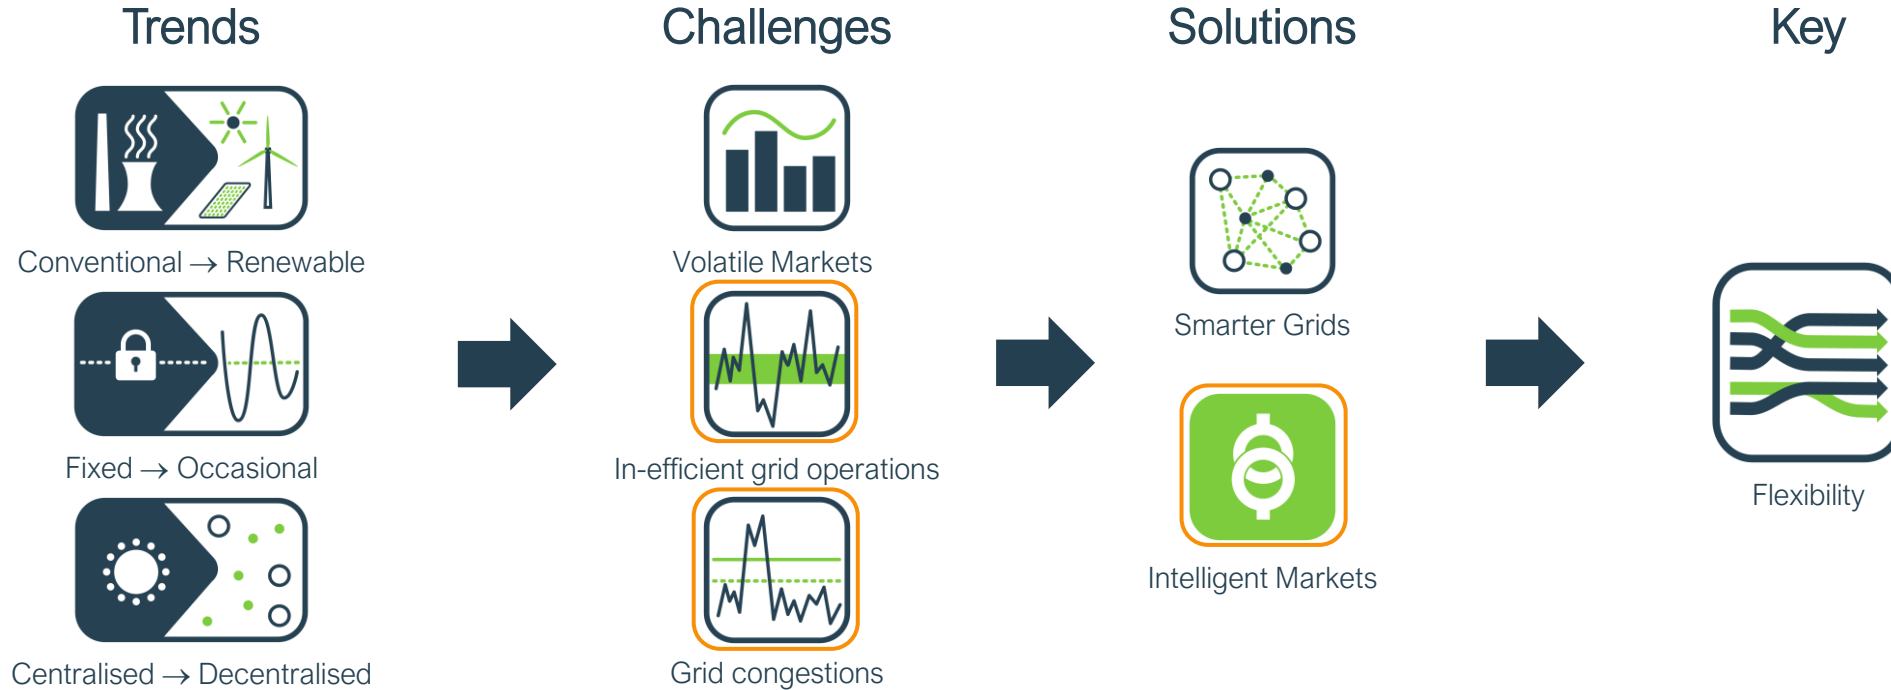 Trends
Challenges
Solutions
Key
Conventional → Renewable
Volatile Markets
Smarter Grids
Fixed → Occasional
In-efficient grid operations
Flexibility
Intelligent Markets
Centralised → Decentralised
Grid congestions